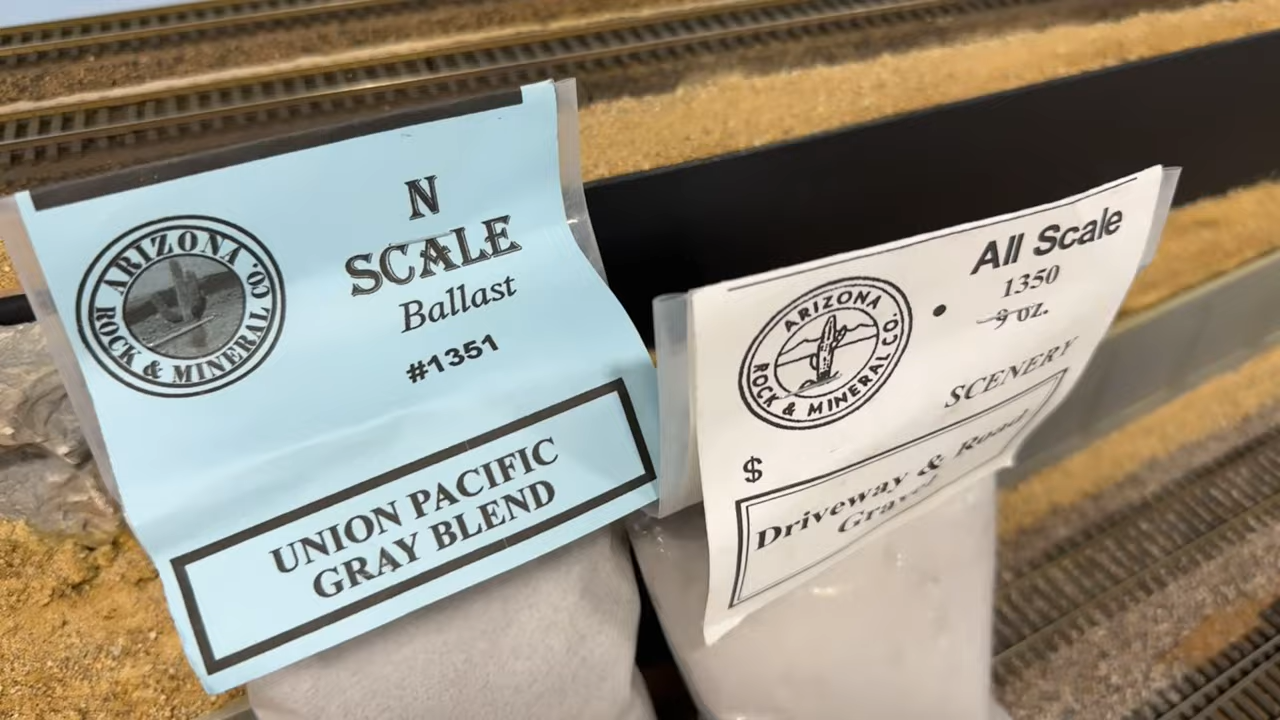 ARIZONA
ROCK & MINERAL CO.
N
SCALE
Ballast
#1351
UNION PACIFIC
GRAY BLEND
ARIZONA
ROCK & MINERAL CO.
All Scale
1350
9 oz.
SCENERY
$
Driveway & Road
Gravel